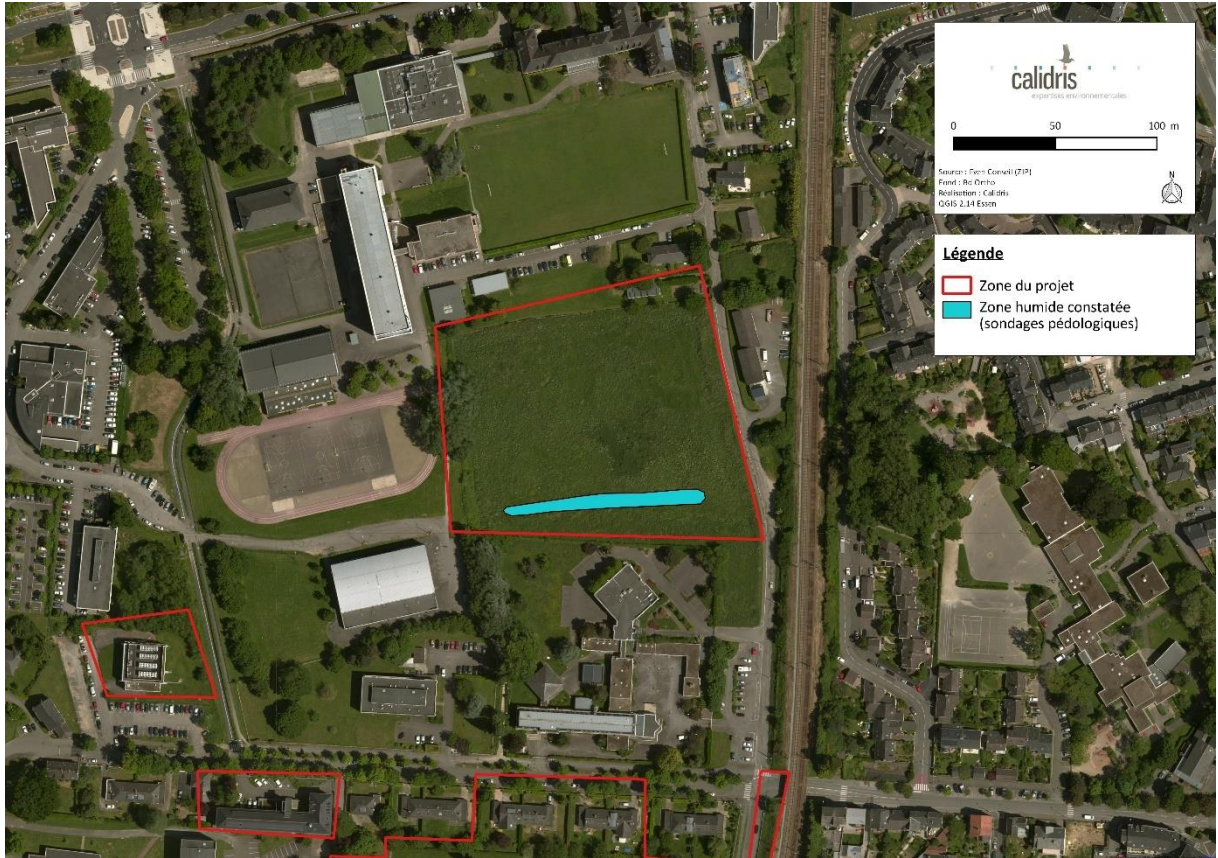 calidris
expertises environnementales
0 50 100 m
Source : Even Conseil (ZIP)
Fond : Bd Ortho
Réalisation : Calidris
QGIS 2.14 Essen
N
Légende
Zone du projet
Zone humide constatée
(sondages pédologiques)